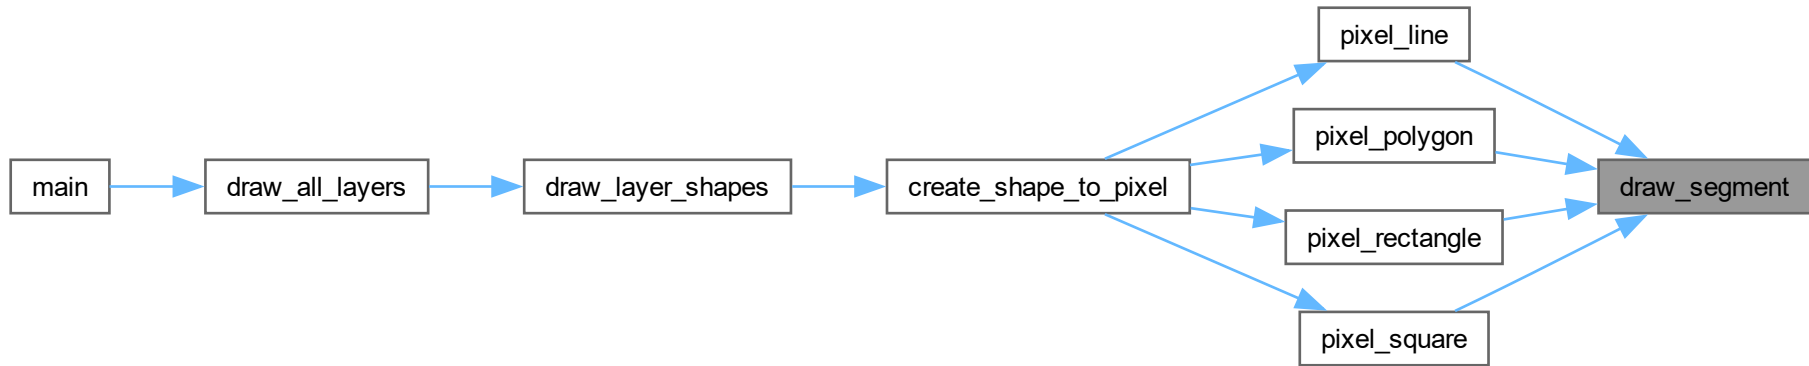 main
draw_all_layers
draw_layer_shapes
create_shape_to_pixel
pixel_line
pixel_polygon
pixel_rectangle
pixel_square
draw_segment